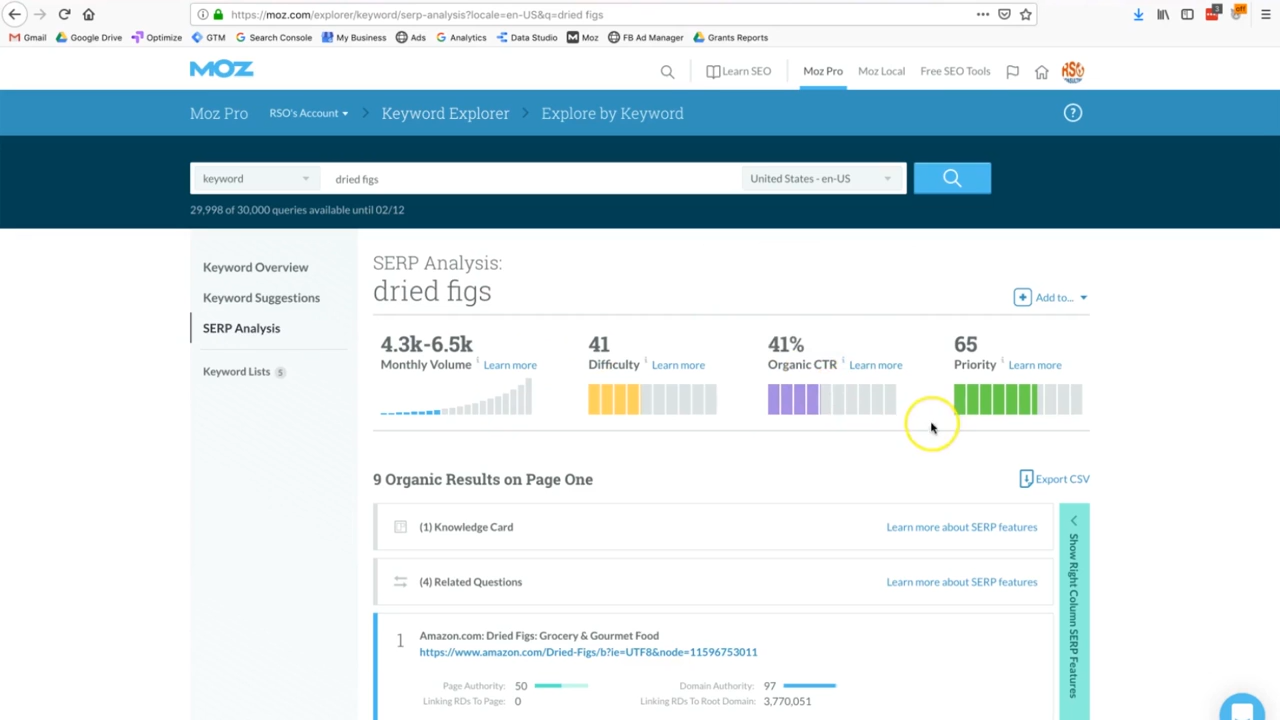 https://moz.com/explorer/keyword/serp-analysis?locale=en-US&q=dried figs
3
off
Gmail Google Drive Optimize GTM Search Console My Business Ads Analytics Data Studio Moz FB Ad Manager Grants Reports
MOZ
Learn SEO Moz Pro Moz Local Free SEO Tools RSO
Moz Pro RSO's Account Keyword Explorer Explore by Keyword ?
keyword dried figs United States - en-US
29,998 of 30,000 queries available until 02/12
Keyword Overview
Keyword Suggestions
SERP Analysis
Keyword Lists 5
SERP Analysis:
dried figs
Add to...
4.3k-6.5k 41 41% 65
Monthly Volume i Learn more Difficulty i Learn more Organic CTR i Learn more Priority i Learn more
9 Organic Results on Page One
Export CSV
(1) Knowledge Card Learn more about SERP features
(4) Related Questions Learn more about SERP features
Show Right Column SERP Features
1 Amazon.com: Dried Figs: Grocery & Gourmet Food
https://www.amazon.com/Dried-Figs/b?ie=UTF8&node=11596753011
Page Authority: 50 Domain Authority: 97
Linking RDs To Page: 0 Linking RDs To Root Domain: 3,770,051